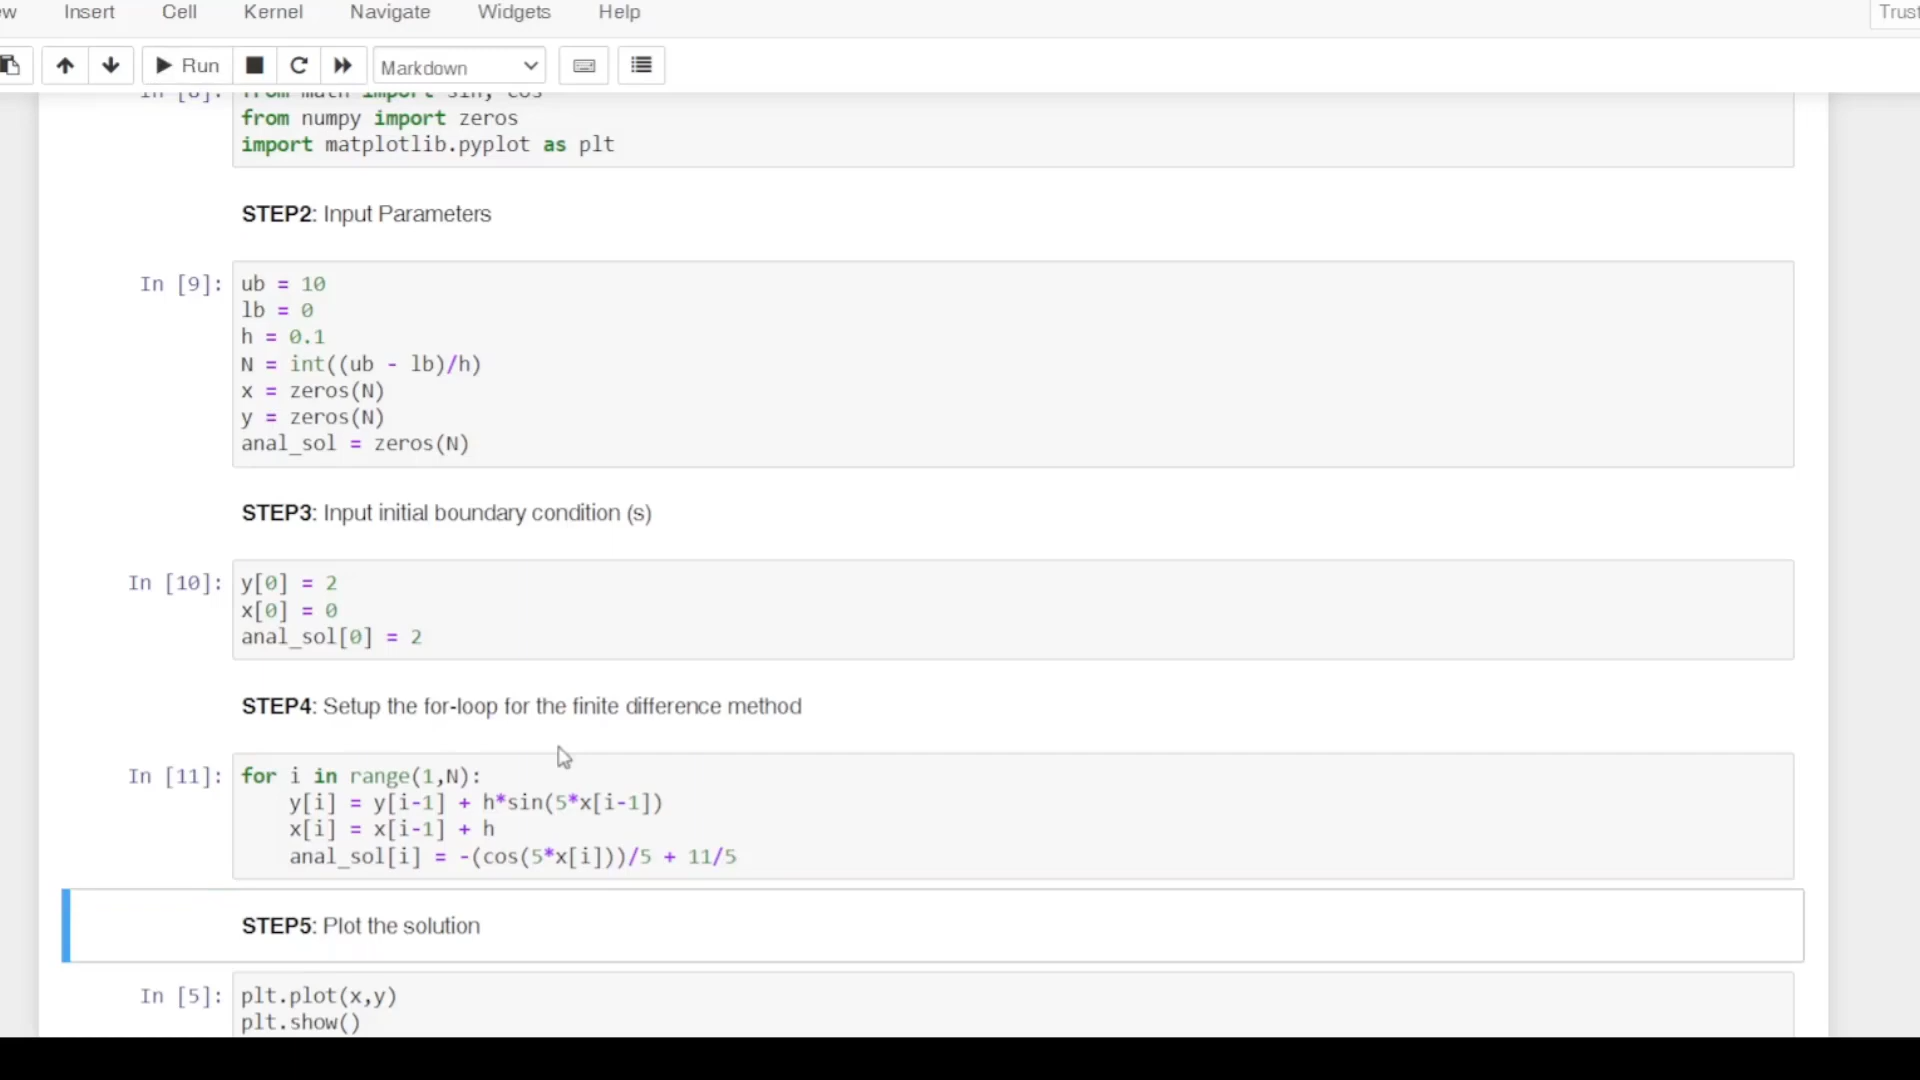 Insert Cell Kernel Navigate Widgets Help
Run Markdown
from numpy import zeros
import matplotlib.pyplot as plt
STEP2: Input Parameters
In [9]:
ub = 10
lb = 0
h = 0.1
N = int((ub - lb)/h)
x = zeros(N)
y = zeros(N)
anal_sol = zeros(N)
STEP3: Input initial boundary condition (s)
In [10]:
y[0] = 2
x[0] = 0
anal_sol[0] = 2
STEP4: Setup the for-loop for the finite difference method
In [11]:
for i in range(1,N):
y[i] = y[i-1] + h*sin(5*x[i-1])
x[i] = x[i-1] + h
anal_sol[i] = -(cos(5*x[i]))/5 + 11/5
STEP5: Plot the solution
In [5]:
plt.plot(x,y)
plt.show()